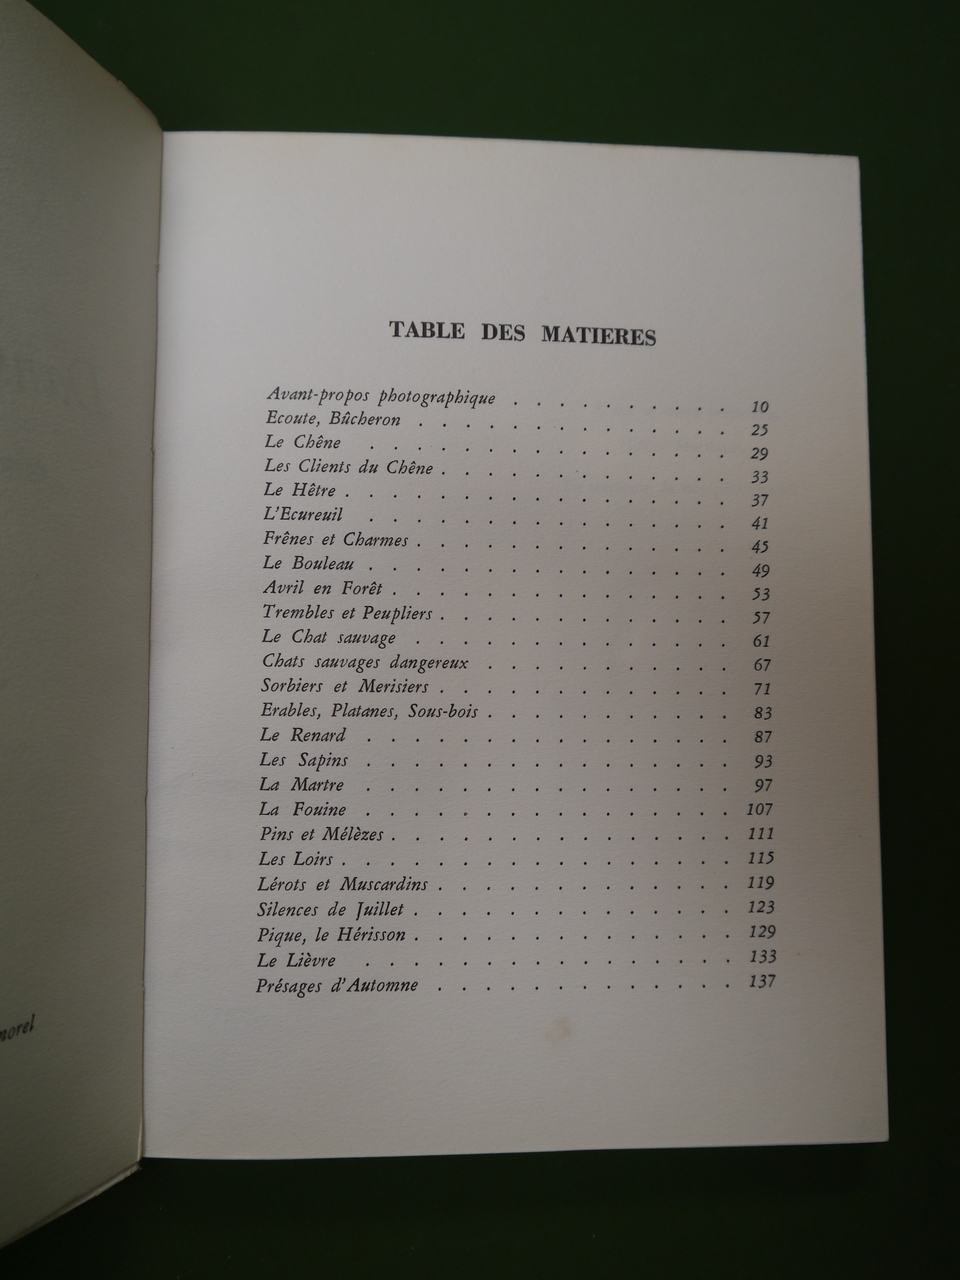 TABLE DES MATIERES
Avant-propos photographique . . . . . . . . . . 10
Ecoute, Bûcheron . . . . . . . . . . . . . . 25
Le Chêne . . . . . . . . . . . . . . . 29
Les Clients du Chêne . . . . . . . . . . . . . 33
Le Hêtre . . . . . . . . . . . . . . . . . 37
L'Ecureuil . . . . . . . . . . . . . . . . 41
Frênes et Charmes . . . . . . . . . . . . . . 45
Le Bouleau . . . . . . . . . . . . . . . . 49
Avril en Forêt . . . . . . . . . . . . . . . 53
Trembles et Peupliers . . . . . . . . . . . . . 57
Le Chat sauvage . . . . . . . . . . . . . . 61
Chats sauvages dangereux . . . . . . . . . . . 67
Sorbiers et Merisiers . . . . . . . . . . . . . 71
Erables, Platanes, Sous-bois . . . . . . . . . . . 83
Le Renard . . . . . . . . . . . . . . . . 87
Les Sapins . . . . . . . . . . . . . . . . 93
La Martre . . . . . . . . . . . . . . . . 97
La Fouine . . . . . . . . . . . . . . . . 107
Pins et Mélèzes . . . . . . . . . . . . . . . 111
Les Loirs . . . . . . . . . . . . . . . . . 115
Lérots et Muscardins . . . . . . . . . . . . . 119
Silences de Juillet . . . . . . . . . . . . . . 123
Pique, le Hérisson . . . . . . . . . . . . . . 129
Le Lièvre . . . . . . . . . . . . . . . . 133
Présages d'Automne . . . . . . . . . . . . . 137